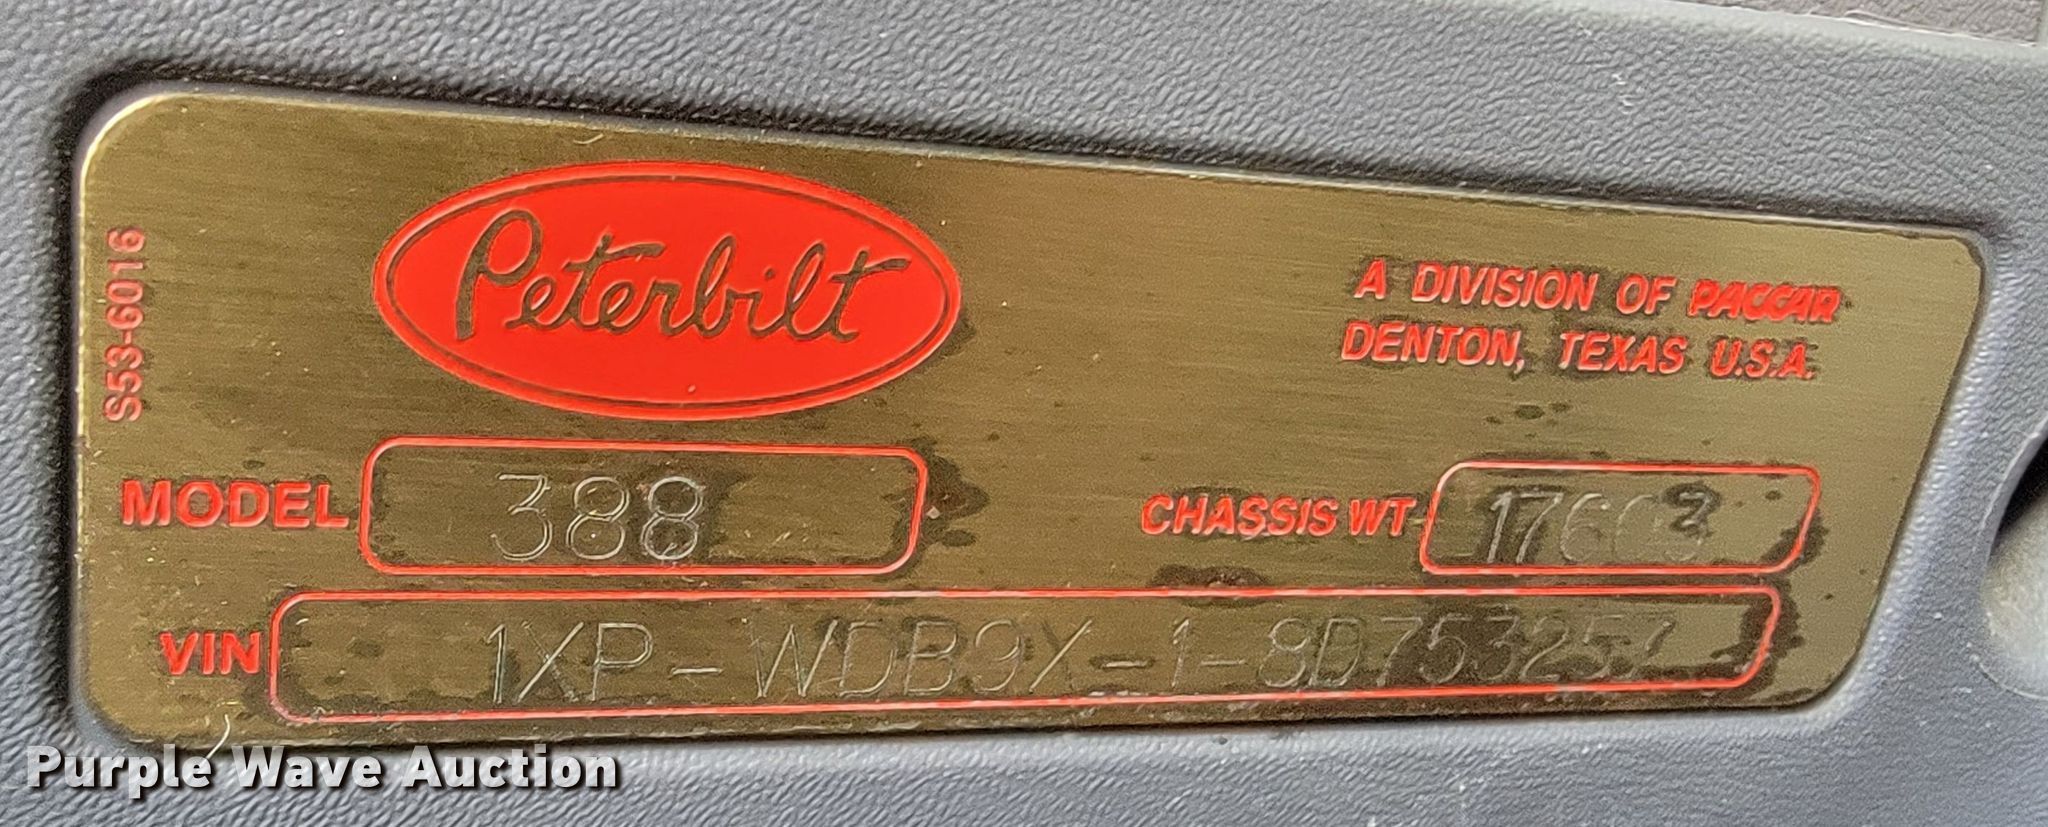 S53-6016
Peterbilt
A DIVISION OF PACCAR
DENTON, TEXAS U.S.A.
MODEL 388
CHASSIS WT
VIN 1XP-WDB9X-1-8D753257
Purple Wave Auction